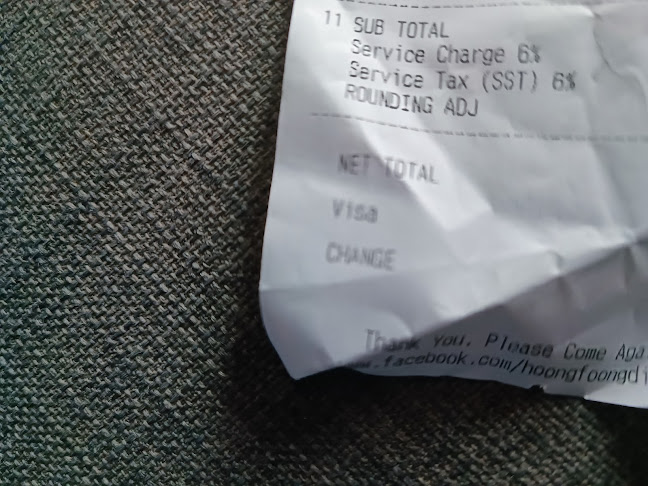 11 SUB TOTAL
Service Charge 6%
Service Tax (SST) 6%
ROUNDING ADJ
NET TOTAL
Visa
CHANGE
Thank You, Please Come Aga
.facebook.com/hoongfoongdi